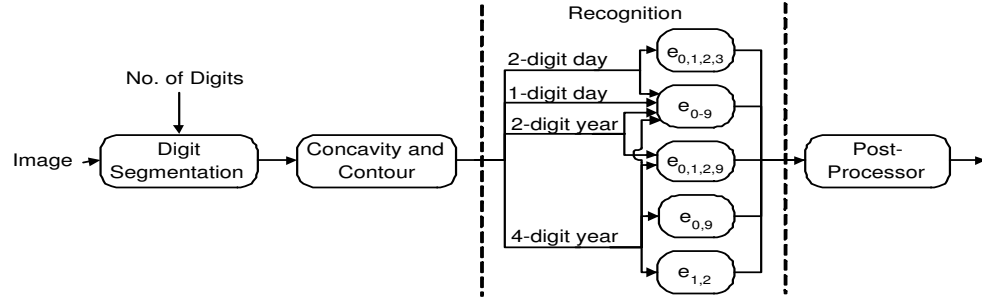 Recognition
No. of Digits
Image
Digit
Segmentation
Concavity and
Contour
2-digit day
1-digit day
2-digit year
4-digit year
e0,1,2,3
e0-9
e0,1,2,9
e0,9
e1,2
Post-
Processor